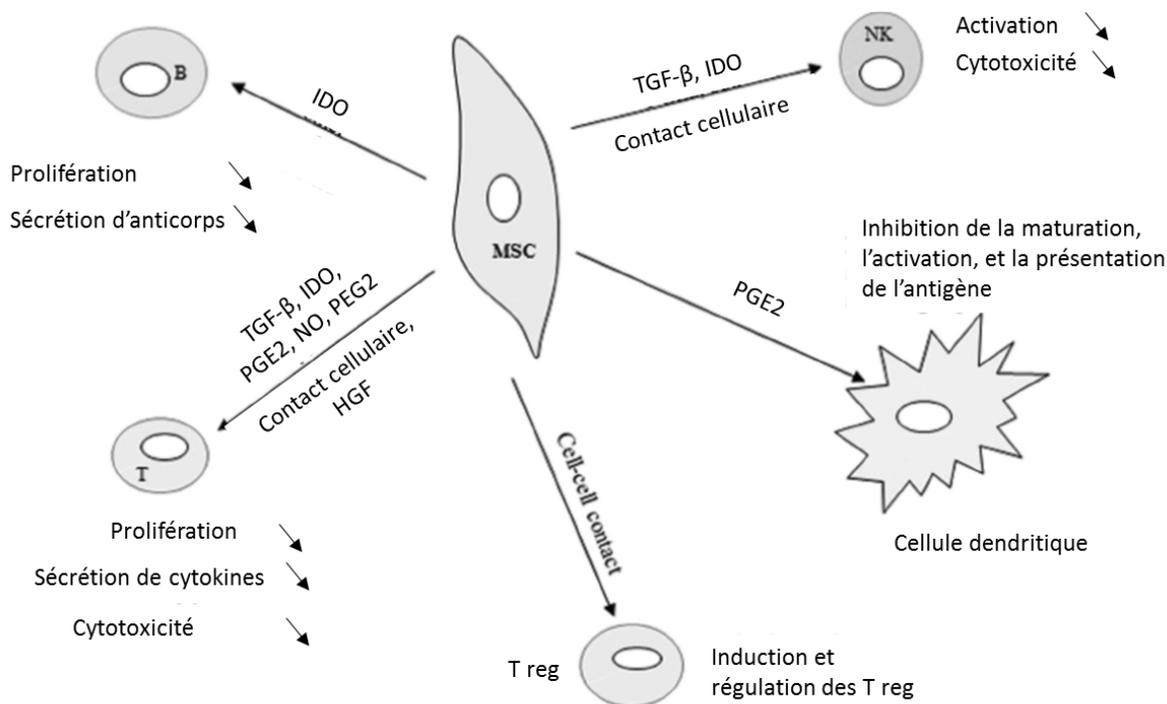 B
IDO
Prolifération
Sécrétion d'anticorps
MSC
TGF-β, IDO
Contact cellulaire
NK
Activation
Cytotoxicité
Inhibition de la maturation,
l'activation, et la présentation
de l'antigène
PGE2
Cellule dendritique
TGF-β, IDO,
PGE2, NO, PEG2
Contact cellulaire,
HGF
T
Prolifération
Sécrétion de cytokines
Cytotoxicité
Cell-cell contact
T reg
Induction et
régulation des T reg